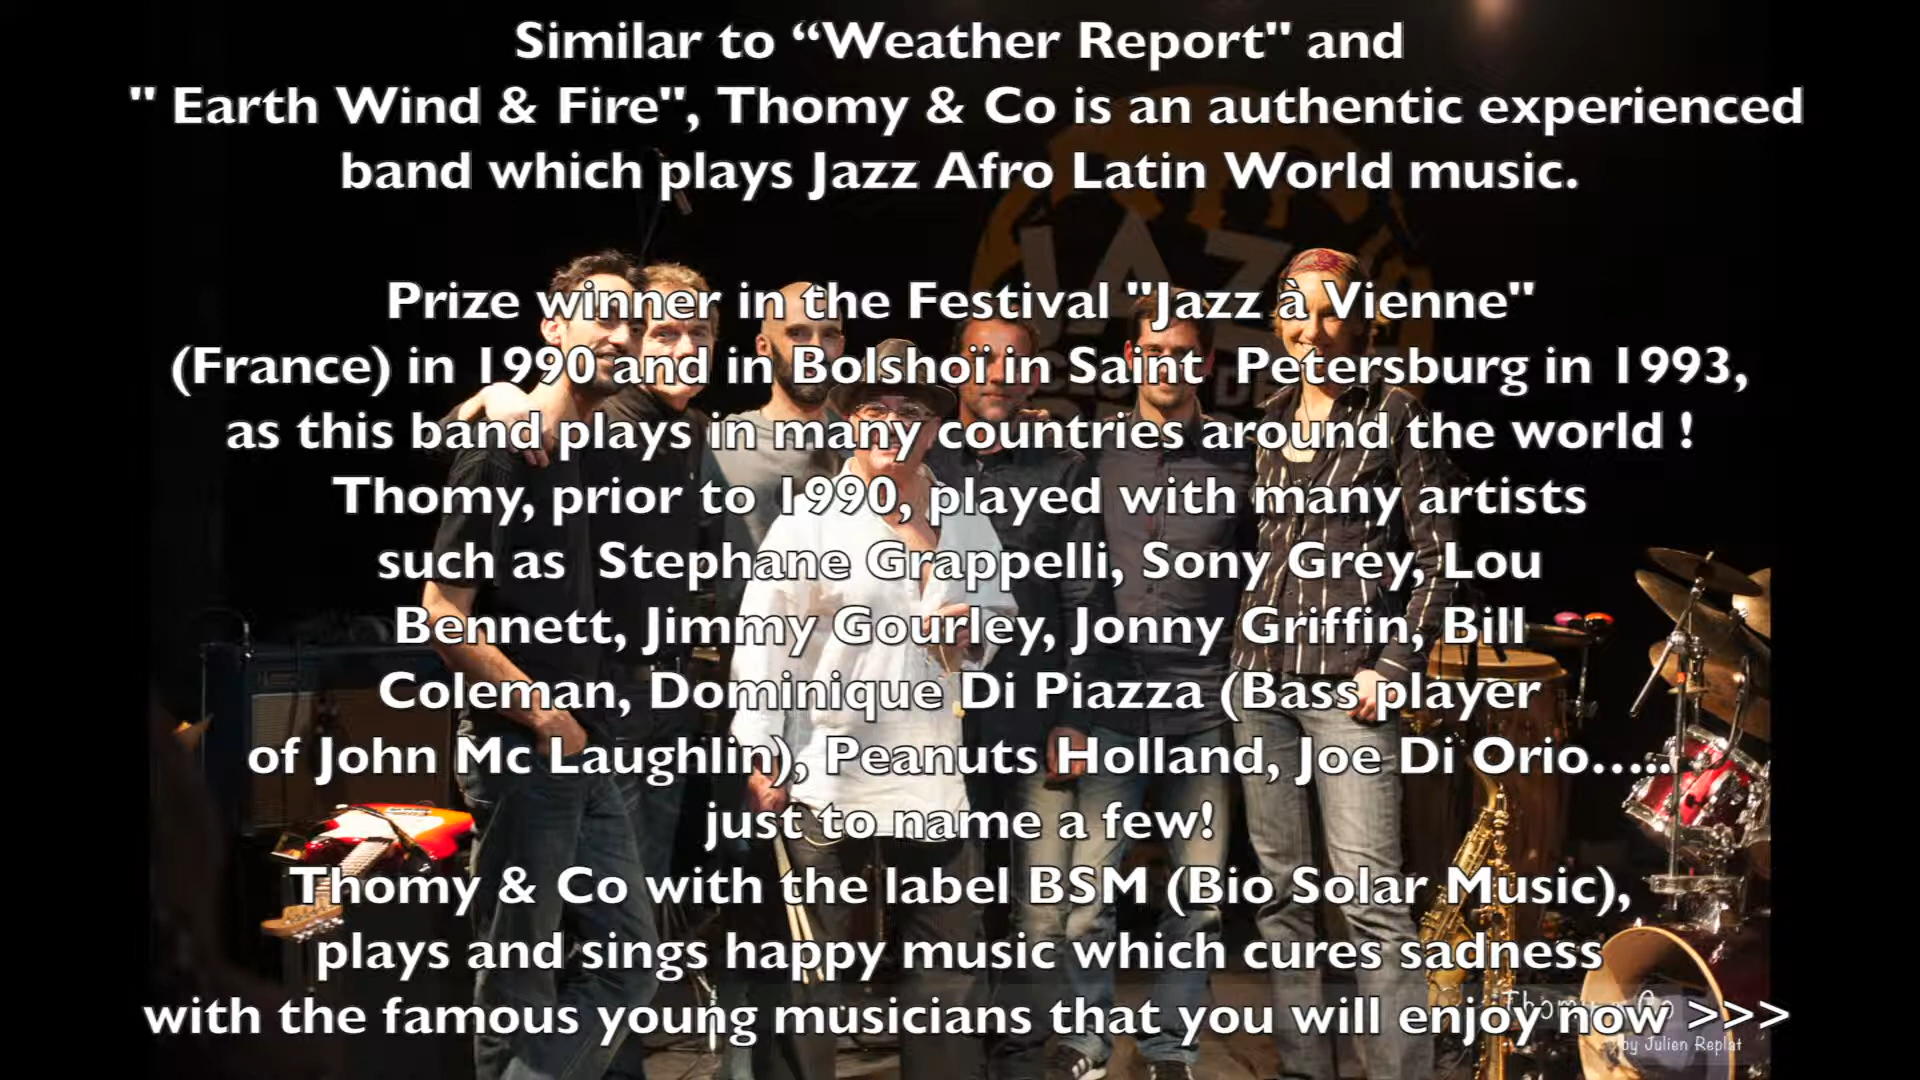 Similar to “Weather Report" and
" Earth Wind & Fire", Thomy & Co is an authentic experienced
band which plays Jazz Afro Latin World music.
JAZZ
Prize winner in the Festival "Jazz à Vienne"
(France) in 1990 and in Bolshoï in Saint  Petersburg in 1993,
as this band plays in many countries around the world !
Thomy, prior to 1990, played with many artists
such as  Stephane Grappelli, Sony Grey, Lou
Bennett, Jimmy Gourley, Jonny Griffin, Bill
Coleman, Dominique Di Piazza (Bass player
of John Mc Laughlin), Peanuts Holland, Joe Di Orio.....
just to name a few!
Thomy & Co with the label BSM (Bio Solar Music),
plays and sings happy music which cures sadness
with the famous young musicians that you will enjoy now >>>
Thomy & Co
by Julien Replat